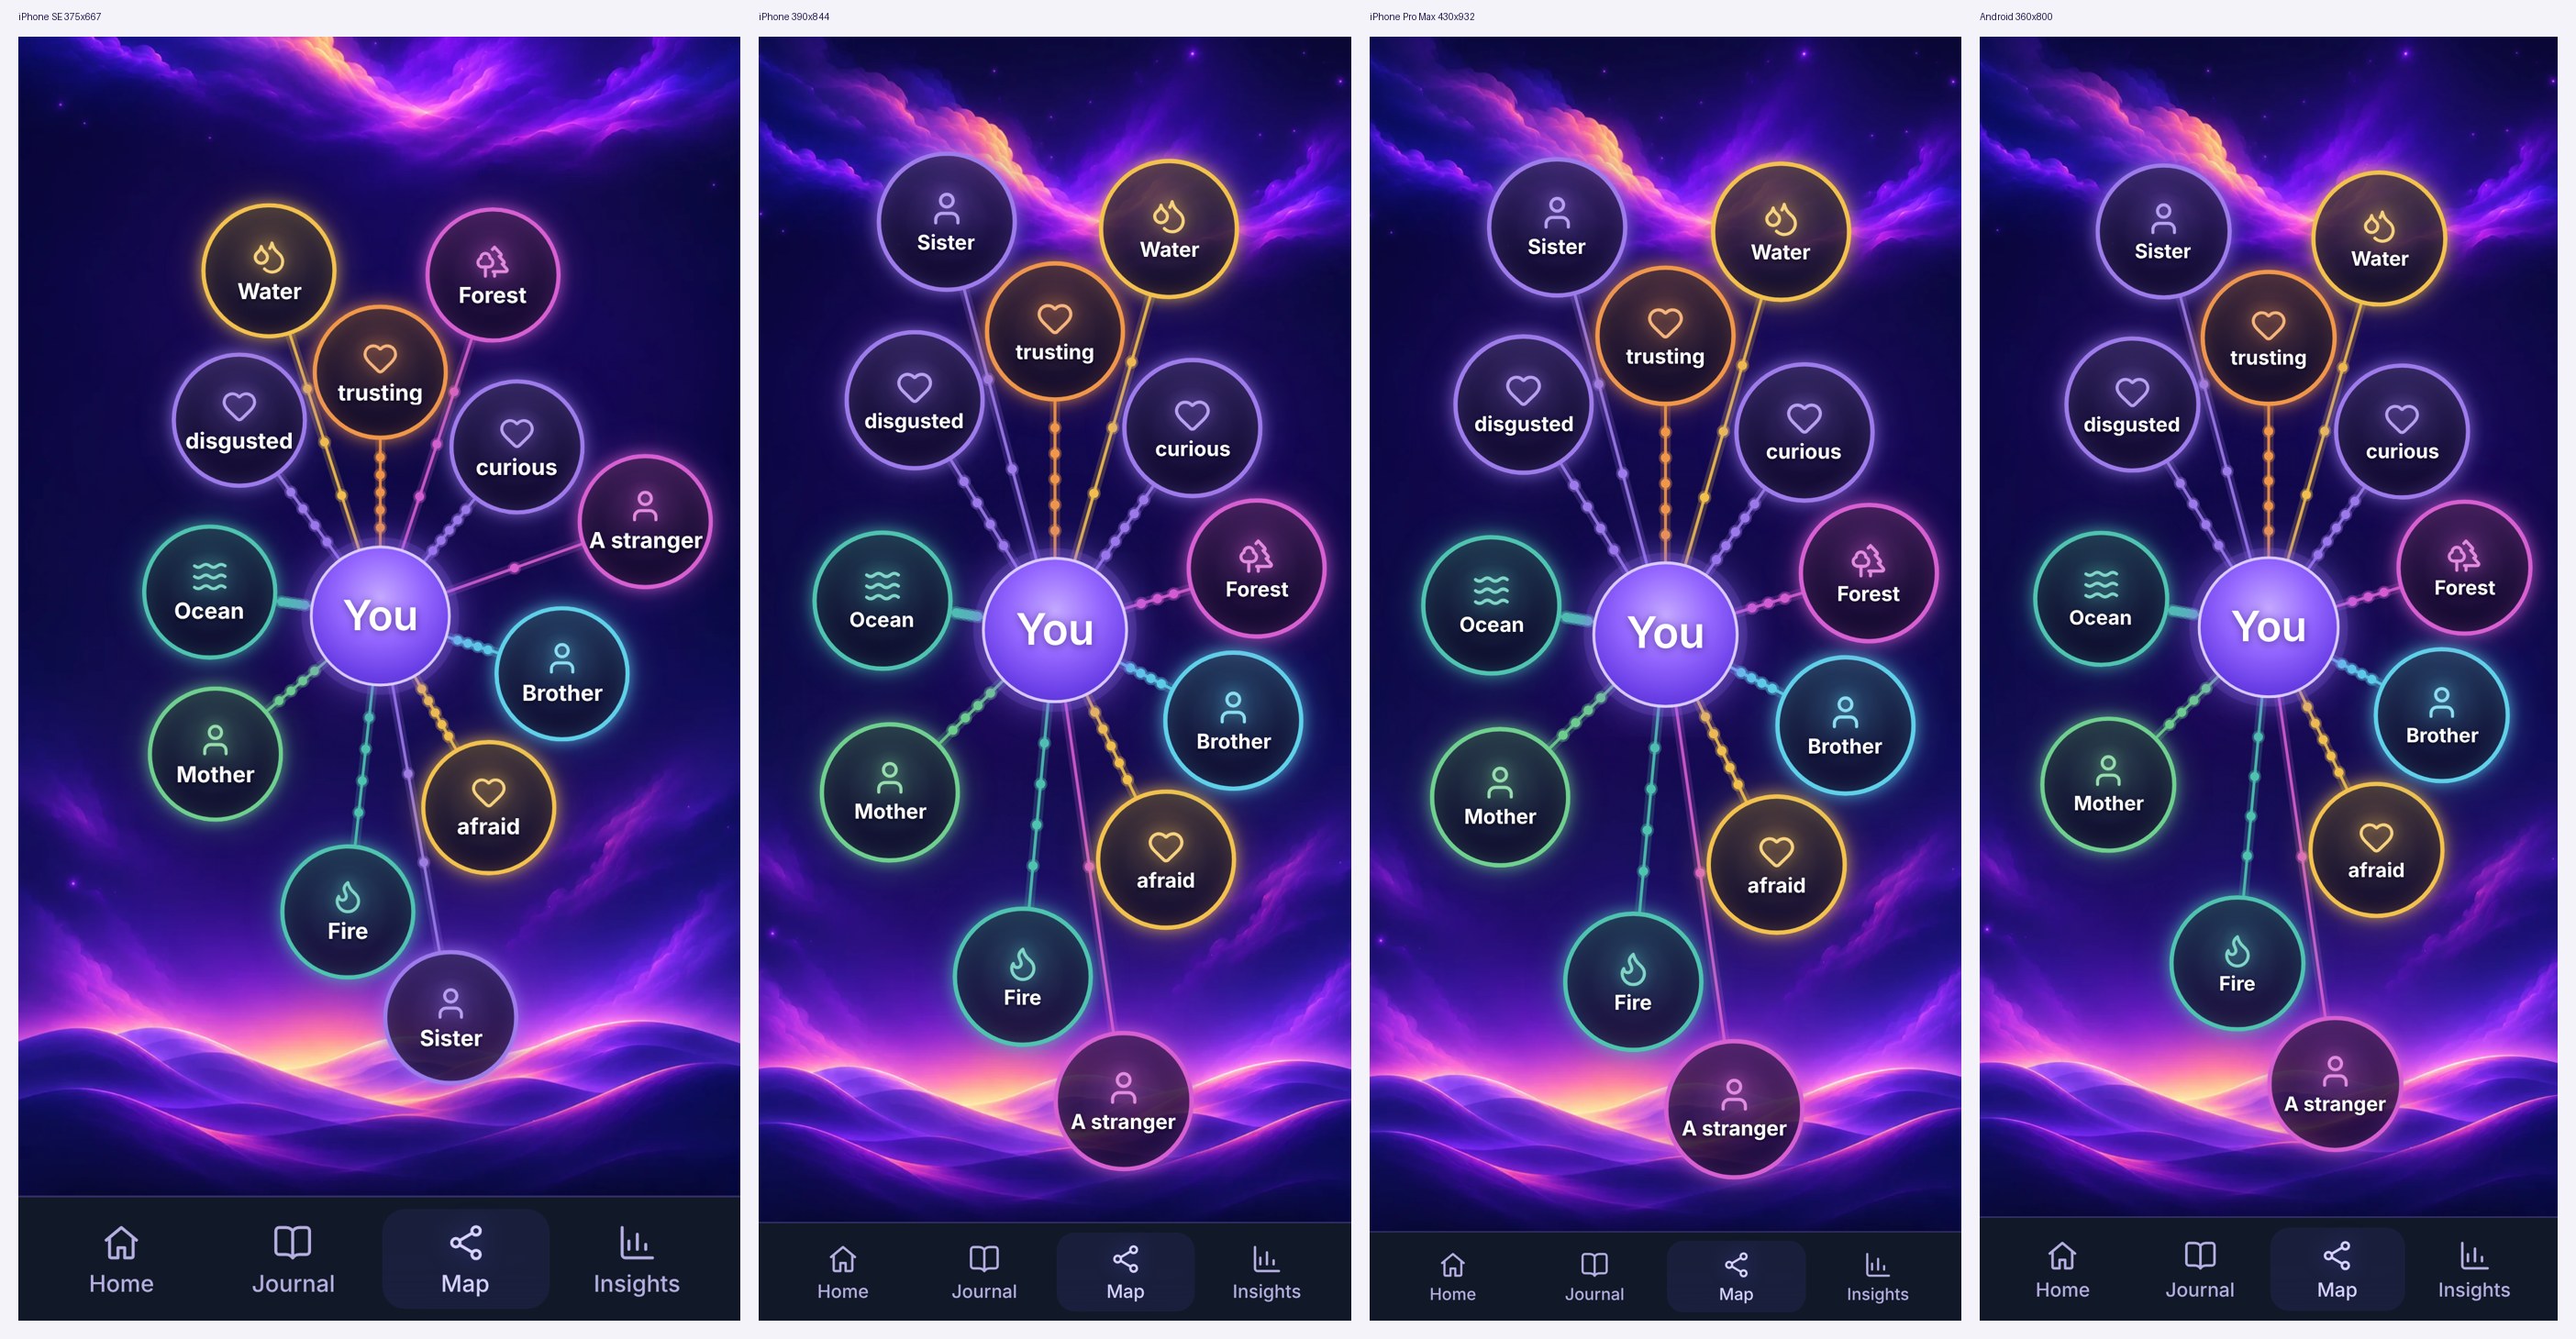 iPhone SE 375x667
Water
Forest
trusting
disgusted
curious
A stranger
Ocean
You
Brother
Mother
afraid
Fire
Sister
Home
Journal
Map
Insights
iPhone 390x844
Sister
Water
trusting
disgusted
curious
Forest
Ocean
You
Brother
Mother
afraid
Fire
A stranger
Home
Journal
Map
Insights
iPhone Pro Max 430x932
Sister
Water
trusting
disgusted
curious
Forest
Ocean
You
Brother
Mother
afraid
Fire
A stranger
Home
Journal
Map
Insights
Android 360x800
Sister
Water
trusting
disgusted
curious
Forest
Ocean
You
Brother
Mother
afraid
Fire
A stranger
Home
Journal
Map
Insights